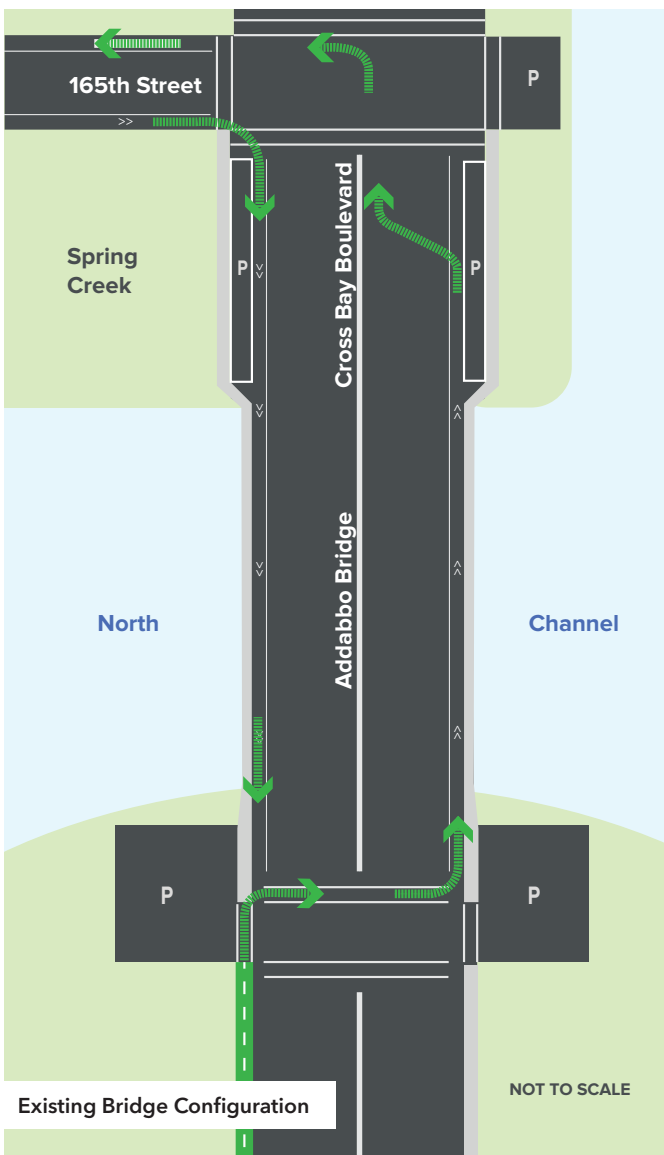 165th Street
P
>>
Cross Bay Boulevard
Spring
Creek
P
P
Addabbo Bridge
North
Channel
P
P
Existing Bridge Configuration
NOT TO SCALE